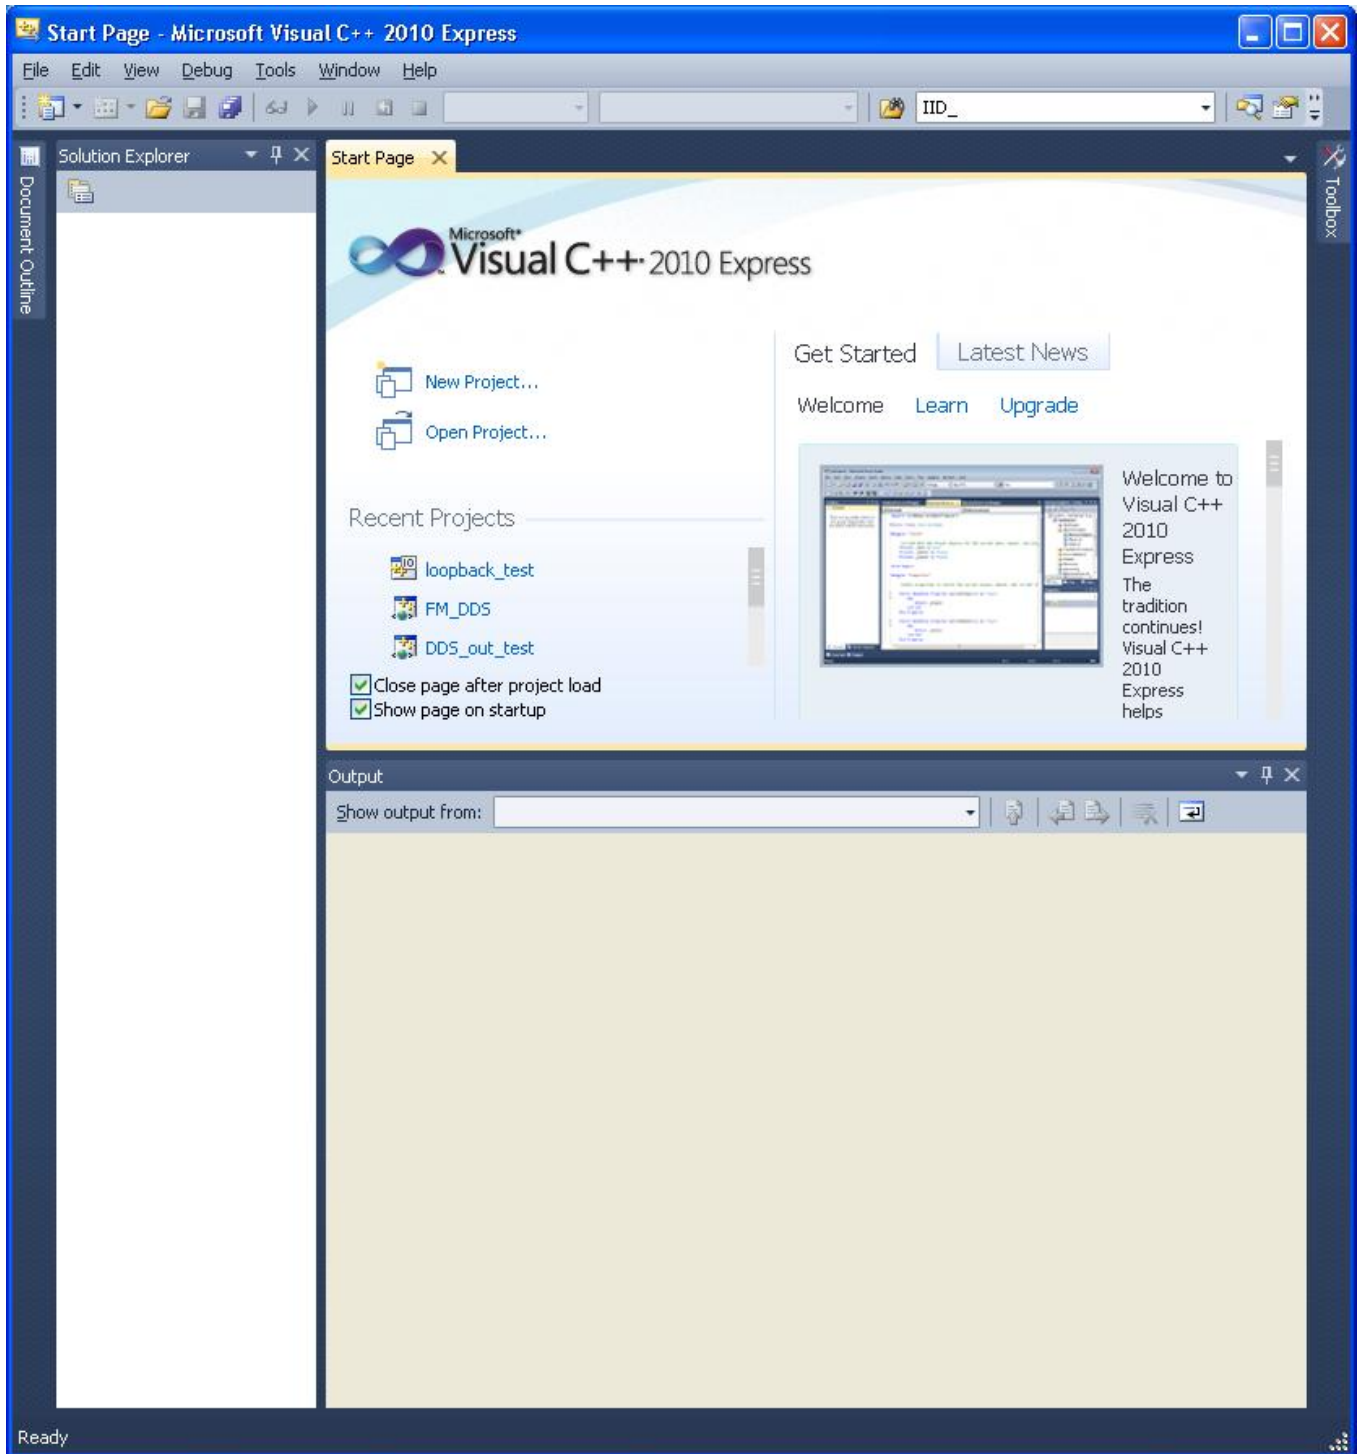 Start Page - Microsoft Visual C++ 2010 Express
File Edit View Debug Tools Window Help
IID_
Document Outline
Solution Explorer
Start Page
Toolbox
Microsoft®
Visual C++ 2010 Express
New Project...
Open Project...
Recent Projects
loopback_test
FM_DDS
DDS_out_test
Close page after project load
Show page on startup
Get Started Latest News
Welcome Learn Upgrade
Welcome to
Visual C++
2010
Express
The
tradition
continues!
Visual C++
2010
Express
helps
Output
Show output from:
Ready